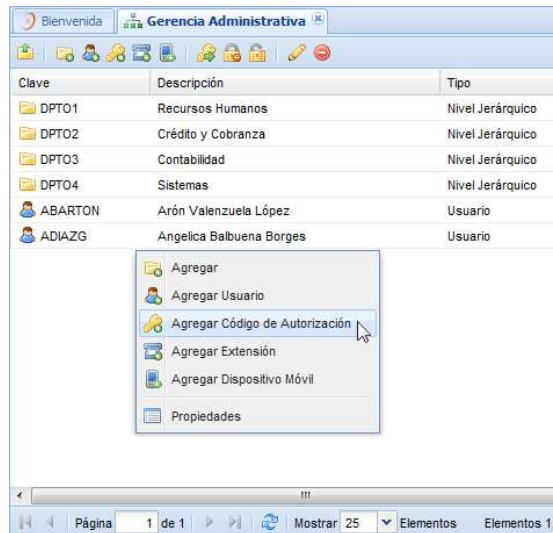 Bienvenida Gerencia Administrativa
Clave Descripción Tipo
DPTO1 Recursos Humanos Nivel Jerárquico
DPTO2 Crédito y Cobranza Nivel Jerárquico
DPTO3 Contabilidad Nivel Jerárquico
DPTO4 Sistemas Nivel Jerárquico
ABARTON Arón Valenzuela López Usuario
ADIAZG Angelica Balbuena Borges Usuario
Agregar
Agregar Usuario
Agregar Código de Autorización
Agregar Extensión
Agregar Dispositivo Móvil
Propiedades
Página 1 de 1 Mostrar 25 Elementos Elementos 1